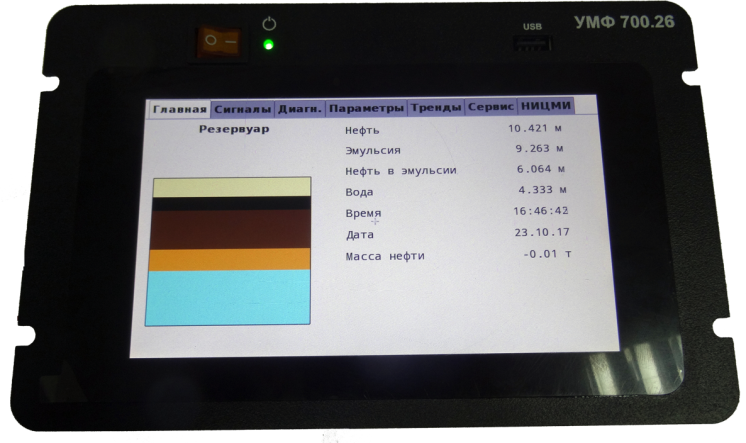 USB
УМФ 700.26
Главная Сигналы Диагн. Параметры Тренды Сервис НИЦМИ
Резервуар
Нефть 10.421 м
Эмульсия 9.263 м
Нефть в эмульсии 6.064 м
Вода 4.333 м
Время 16:46:42
Дата 23.10.17
Масса нефти -0.01 т